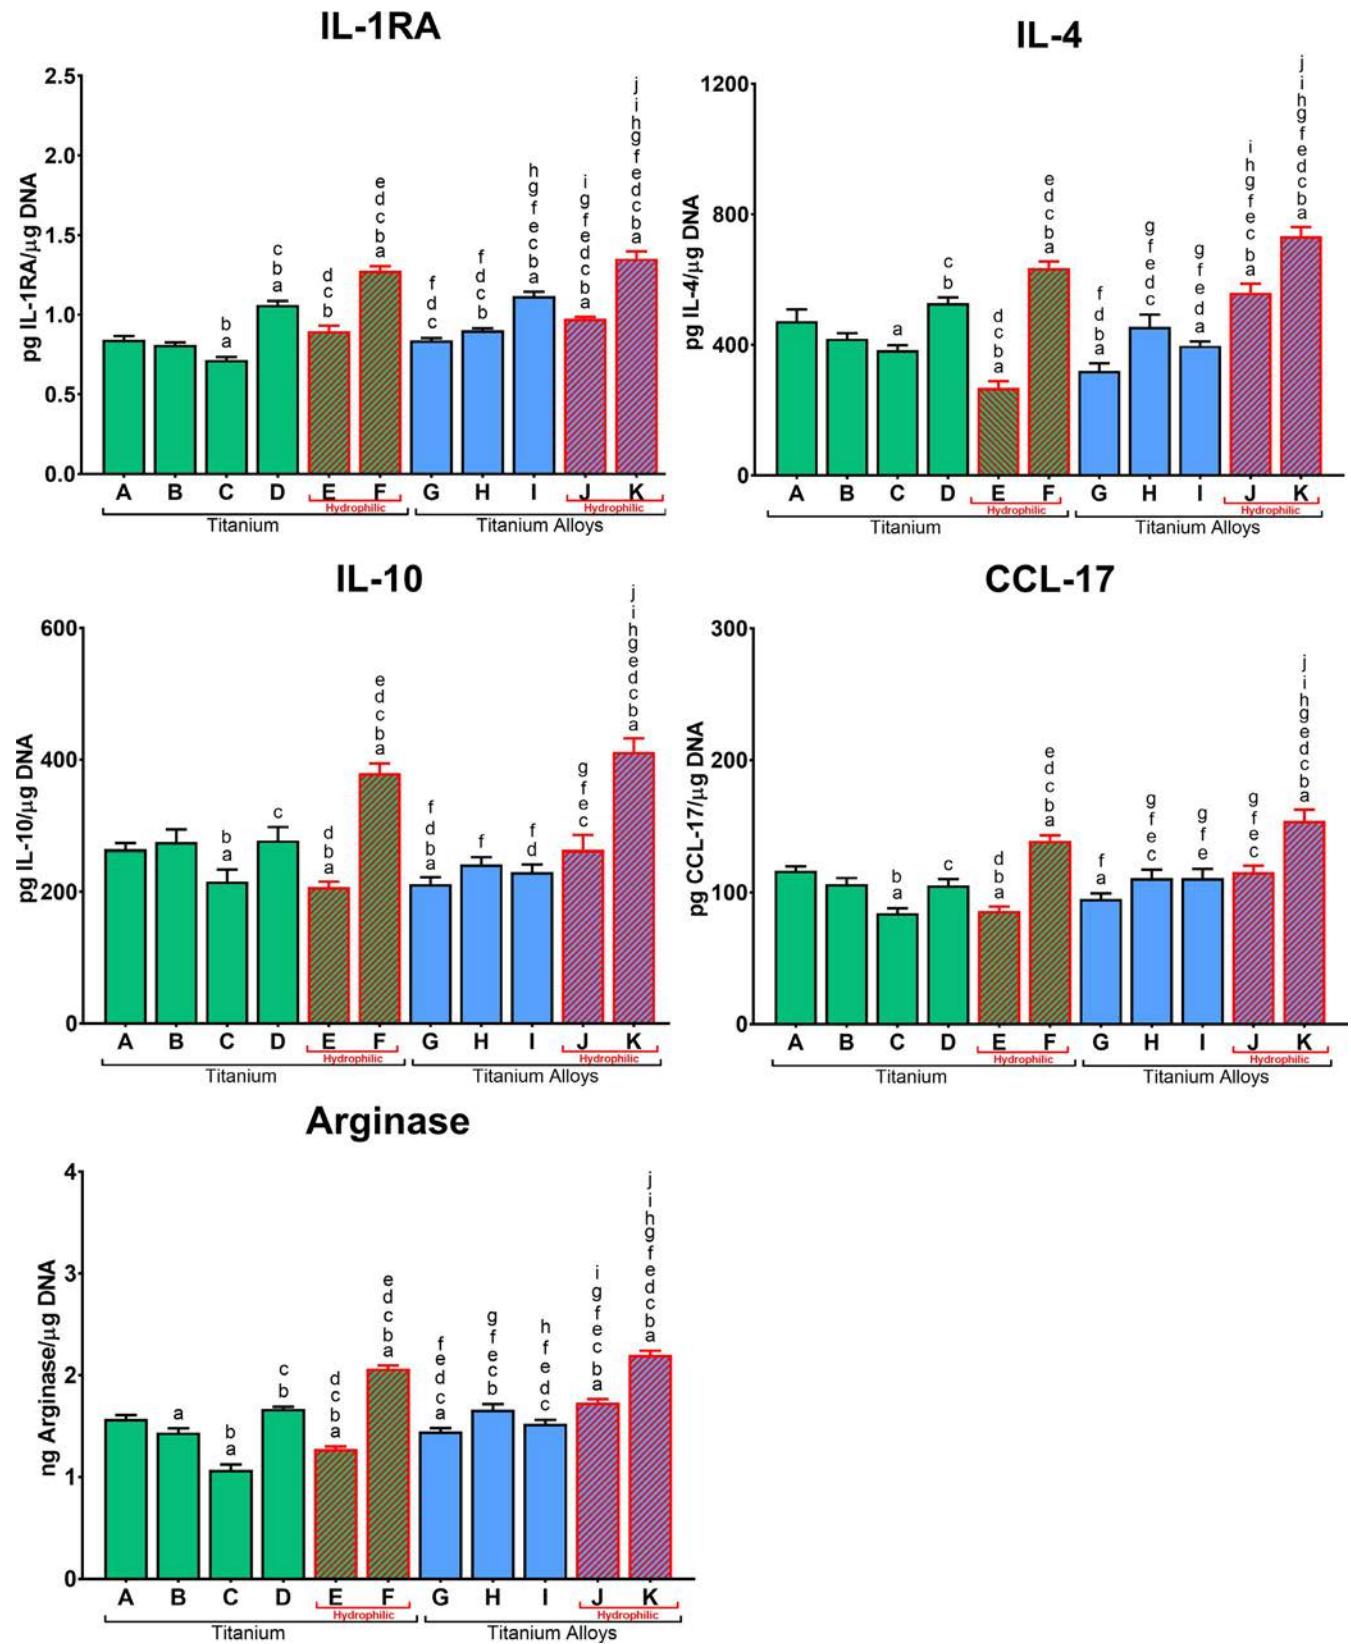 IL-1RA
pg IL-1RA/μg DNA
2.5
2.0
1.5
1.0
0.5
0.0
b
a
c
b
a
d
c
b
e
d
c
b
a
f
d
c
f
d
c
b
h
g
f
e
c
b
a
i
g
f
e
d
c
b
a
j
i
h
g
f
e
d
c
b
a
A B C D E F G H I J K
Hydrophilic Hydrophilic
Titanium Titanium Alloys
IL-4
pg IL-4/μg DNA
1200
800
400
0
a
c
b
d
c
b
a
e
d
c
b
a
f
d
b
a
g
f
e
d
c
g
f
e
d
a
i
h
g
f
e
c
b
a
j
i
h
g
f
e
d
c
b
a
A B C D E F G H I J K
Hydrophilic Hydrophilic
Titanium Titanium Alloys
IL-10
pg IL-10/μg DNA
600
400
200
0
b
a
c
d
b
a
e
d
c
b
a
f
d
b
a
f
f
d
g
f
e
c
j
i
h
g
e
d
c
b
a
A B C D E F G H I J K
Hydrophilic Hydrophilic
Titanium Titanium Alloys
CCL-17
pg CCL-17/μg DNA
300
200
100
0
b
a
c
d
b
a
e
d
c
b
a
f
a
g
f
e
c
g
f
e
g
f
e
c
j
i
h
g
e
d
c
b
a
A B C D E F G H I J K
Hydrophilic Hydrophilic
Titanium Titanium Alloys
Arginase
ng Arginase/μg DNA
4
3
2
1
0
a
b
a
c
b
d
c
b
a
e
d
c
b
a
f
e
d
c
a
g
f
e
c
b
h
f
e
d
c
i
g
f
e
c
b
a
j
i
h
g
f
e
d
c
b
a
A B C D E F G H I J K
Hydrophilic Hydrophilic
Titanium Titanium Alloys